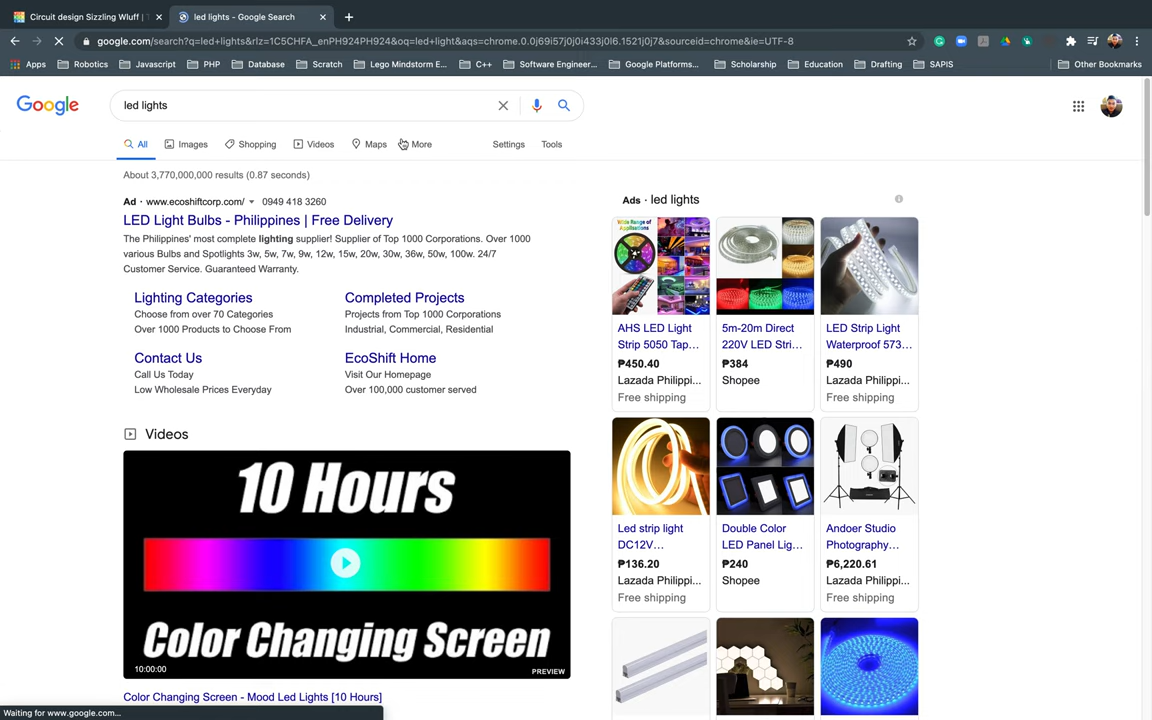 Circuit design Sizzling Wluff | T
led lights - Google Search
google.com/search?q=led+lights&rlz=1C5CHFA_enPH924PH924&oq=led+light&aqs=chrome.0.0j69i57j0j0i433j0l6.1521j0j7&sourceid=chrome&ie=UTF-8
Apps Robotics Javascript PHP Database Scratch Lego Mindstorm E... C++ Software Engineer... Google Platforms... Scholarship Education Drafting SAPIS Other Bookmarks
Google
led lights
All Images Shopping Videos Maps More Settings Tools
About 3,770,000,000 results (0.87 seconds)
Ad · www.ecoshiftcorp.com/ 0949 418 3260
LED Light Bulbs - Philippines | Free Delivery
The Philippines' most complete lighting supplier! Supplier of Top 1000 Corporations. Over 1000
various Bulbs and Spotlights 3w, 5w, 7w, 9w, 12w, 15w, 20w, 30w, 36w, 50w, 100w. 24/7
Customer Service. Guaranteed Warranty.
Lighting Categories
Choose from over 70 Categories
Over 1000 Products to Choose From
Completed Projects
Projects from Top 1000 Corporations
Industrial, Commercial, Residential
Contact Us
Call Us Today
Low Wholesale Prices Everyday
EcoShift Home
Visit Our Homepage
Over 100,000 customer served
Videos
10 Hours
Color Changing Screen
10:00:00
PREVIEW
Color Changing Screen - Mood Led Lights [10 Hours]
Ads · led lights
Wide Range of
Applications
AHS LED Light
Strip 5050 Tap...
₱450.40
Lazada Philippi...
Free shipping
5m-20m Direct
220V LED Stri...
₱384
Shopee
LED Strip Light
Waterproof 573...
₱490
Lazada Philippi...
Free shipping
Led strip light
DC12V...
₱136.20
Lazada Philippi...
Free shipping
Double Color
LED Panel Lig...
₱240
Shopee
Andoer Studio
Photography...
₱6,220.61
Lazada Philippi...
Free shipping
Waiting for www.google.com...